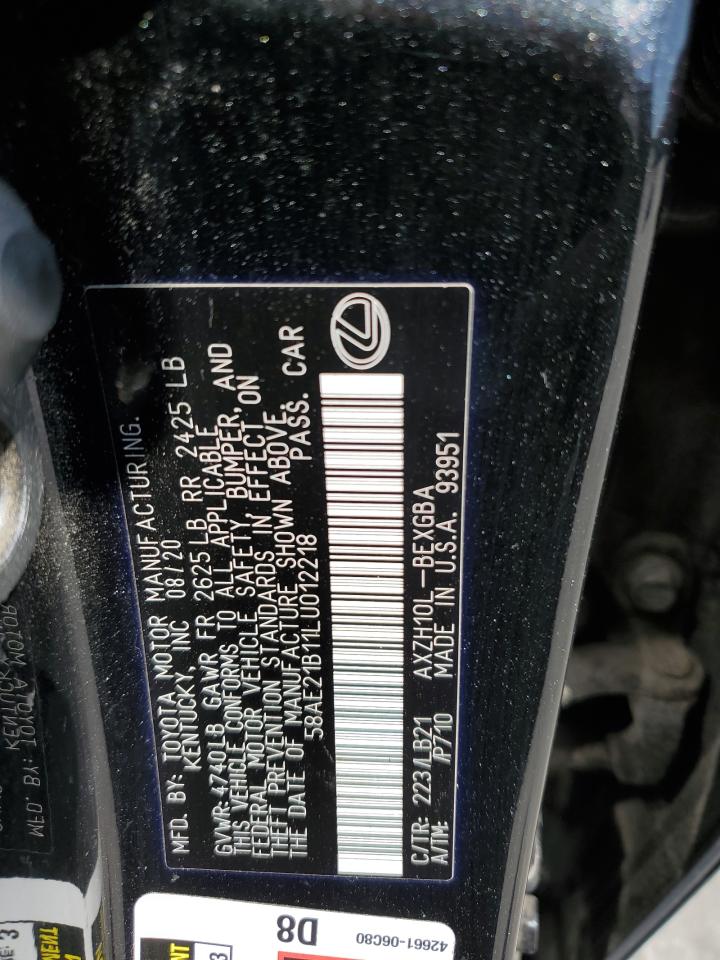 MFD. BY: TOYOTA MOTOR MANUFACTURING.
KENTUCKY, INC 08/20
GVWR: 4740LB GAWR FR 2625 LB RR 2425 LB
THIS VEHICLE CONFORMS TO ALL APPLICABLE
FEDERAL MOTOR VEHICLE SAFETY, BUMPER, AND
THEFT PREVENTION STANDARDS IN EFFECT ON
THE DATE OF MANUFACTURE SHOWN ABOVE.
58AE21B11LU012218 PASS. CAR
C/TR: 223/LB21 AXZH10L-BEXGBA
A/TM: /P710 MADE IN U.S.A. 93951
D8
42661-06C80